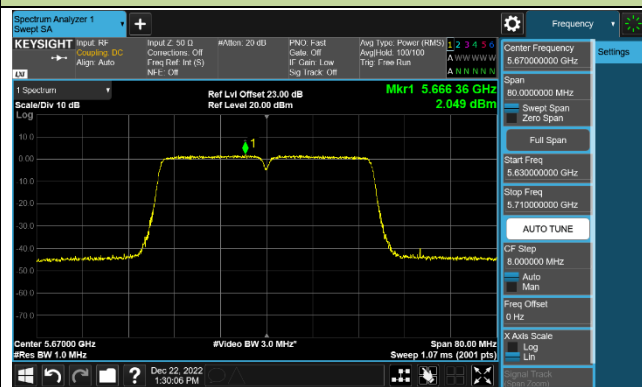 Spectrum Analyzer 1
Swept SA
Frequency
KEYSIGHT
Input: RF
Coupling: DC
Align: Auto
Input Z: 50 Ω
Corrections: Off
Freq Ref: Int (S)
NFE: Off
#Atten: 20 dB
PNO: Fast
Gate: Off
IF Gain: Low
Sig Track: Off
Avg Type: Power (RMS)
Avg|Hold: 100/100
Trig: Free Run
1 2 3 4 5 6
A W W W W W
A N N N N N
LXI
1 Spectrum
Scale/Div 10 dB
Log
Ref Lvl Offset 23.00 dB
Ref Level 20.00 dBm
Mkr1 5.666 36 GHz
2.049 dBm
1
10.0
0.00
-10.0
-20.0
-30.0
-40.0
-50.0
-60.0
-70.0
Center 5.67000 GHz
#Res BW 1.0 MHz
#Video BW 3.0 MHz*
Span 80.00 MHz
Sweep 1.07 ms (2001 pts)
Dec 22, 2022
1:30:06 PM
Center Frequency
5.670000000 GHz
Settings
Span
80.0000000 MHz
Swept Span
Zero Span
Full Span
Start Freq
5.630000000 GHz
Stop Freq
5.710000000 GHz
AUTO TUNE
CF Step
8.000000 MHz
Auto
Man
Freq Offset
0 Hz
X Axis Scale
Log
Lin
Signal Track
(Span Zoom)